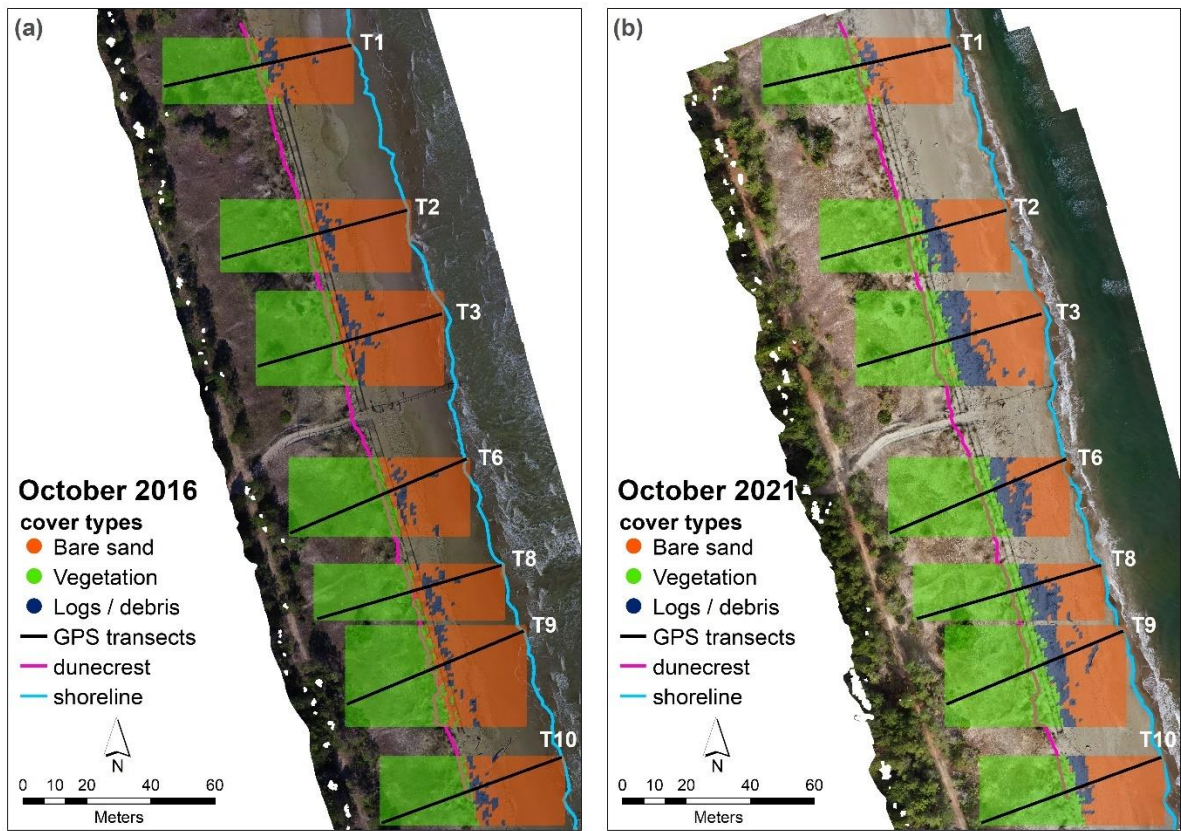 (a)
T1
T2
T3
T6
T8
T9
T10
October 2016
cover types
Bare sand
Vegetation
Logs / debris
GPS transects
dunecrest
shoreline
N
0 20 40 60
Meters
(b)
T1
T2
T3
T6
T8
T9
T10
October 2021
cover types
Bare sand
Vegetation
Logs / debris
GPS transects
dunecrest
shoreline
N
0 20 40 60
Meters